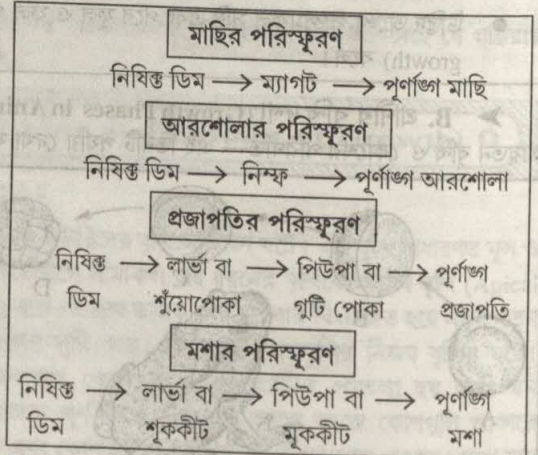 মাছির পরিস্ফুরণ
নিষিক্ত ডিম → ম্যাগট → পূর্ণাঙ্গ মাছি
আরশোলার পরিস্ফুরণ
নিষিক্ত ডিম → নিম্ফ → পূর্ণাঙ্গ আরশোলা
প্রজাপতির পরিস্ফুরণ
নিষিক্ত → লার্ভা বা → পিউপা বা → পূর্ণাঙ্গ
ডিম শুঁয়োপোকা গুটি পোকা প্রজাপতি
মশার পরিস্ফুরণ
নিষিক্ত → লার্ভা বা → পিউপা বা → পূর্ণাঙ্গ
ডিম শূককীট মূককীট মশা